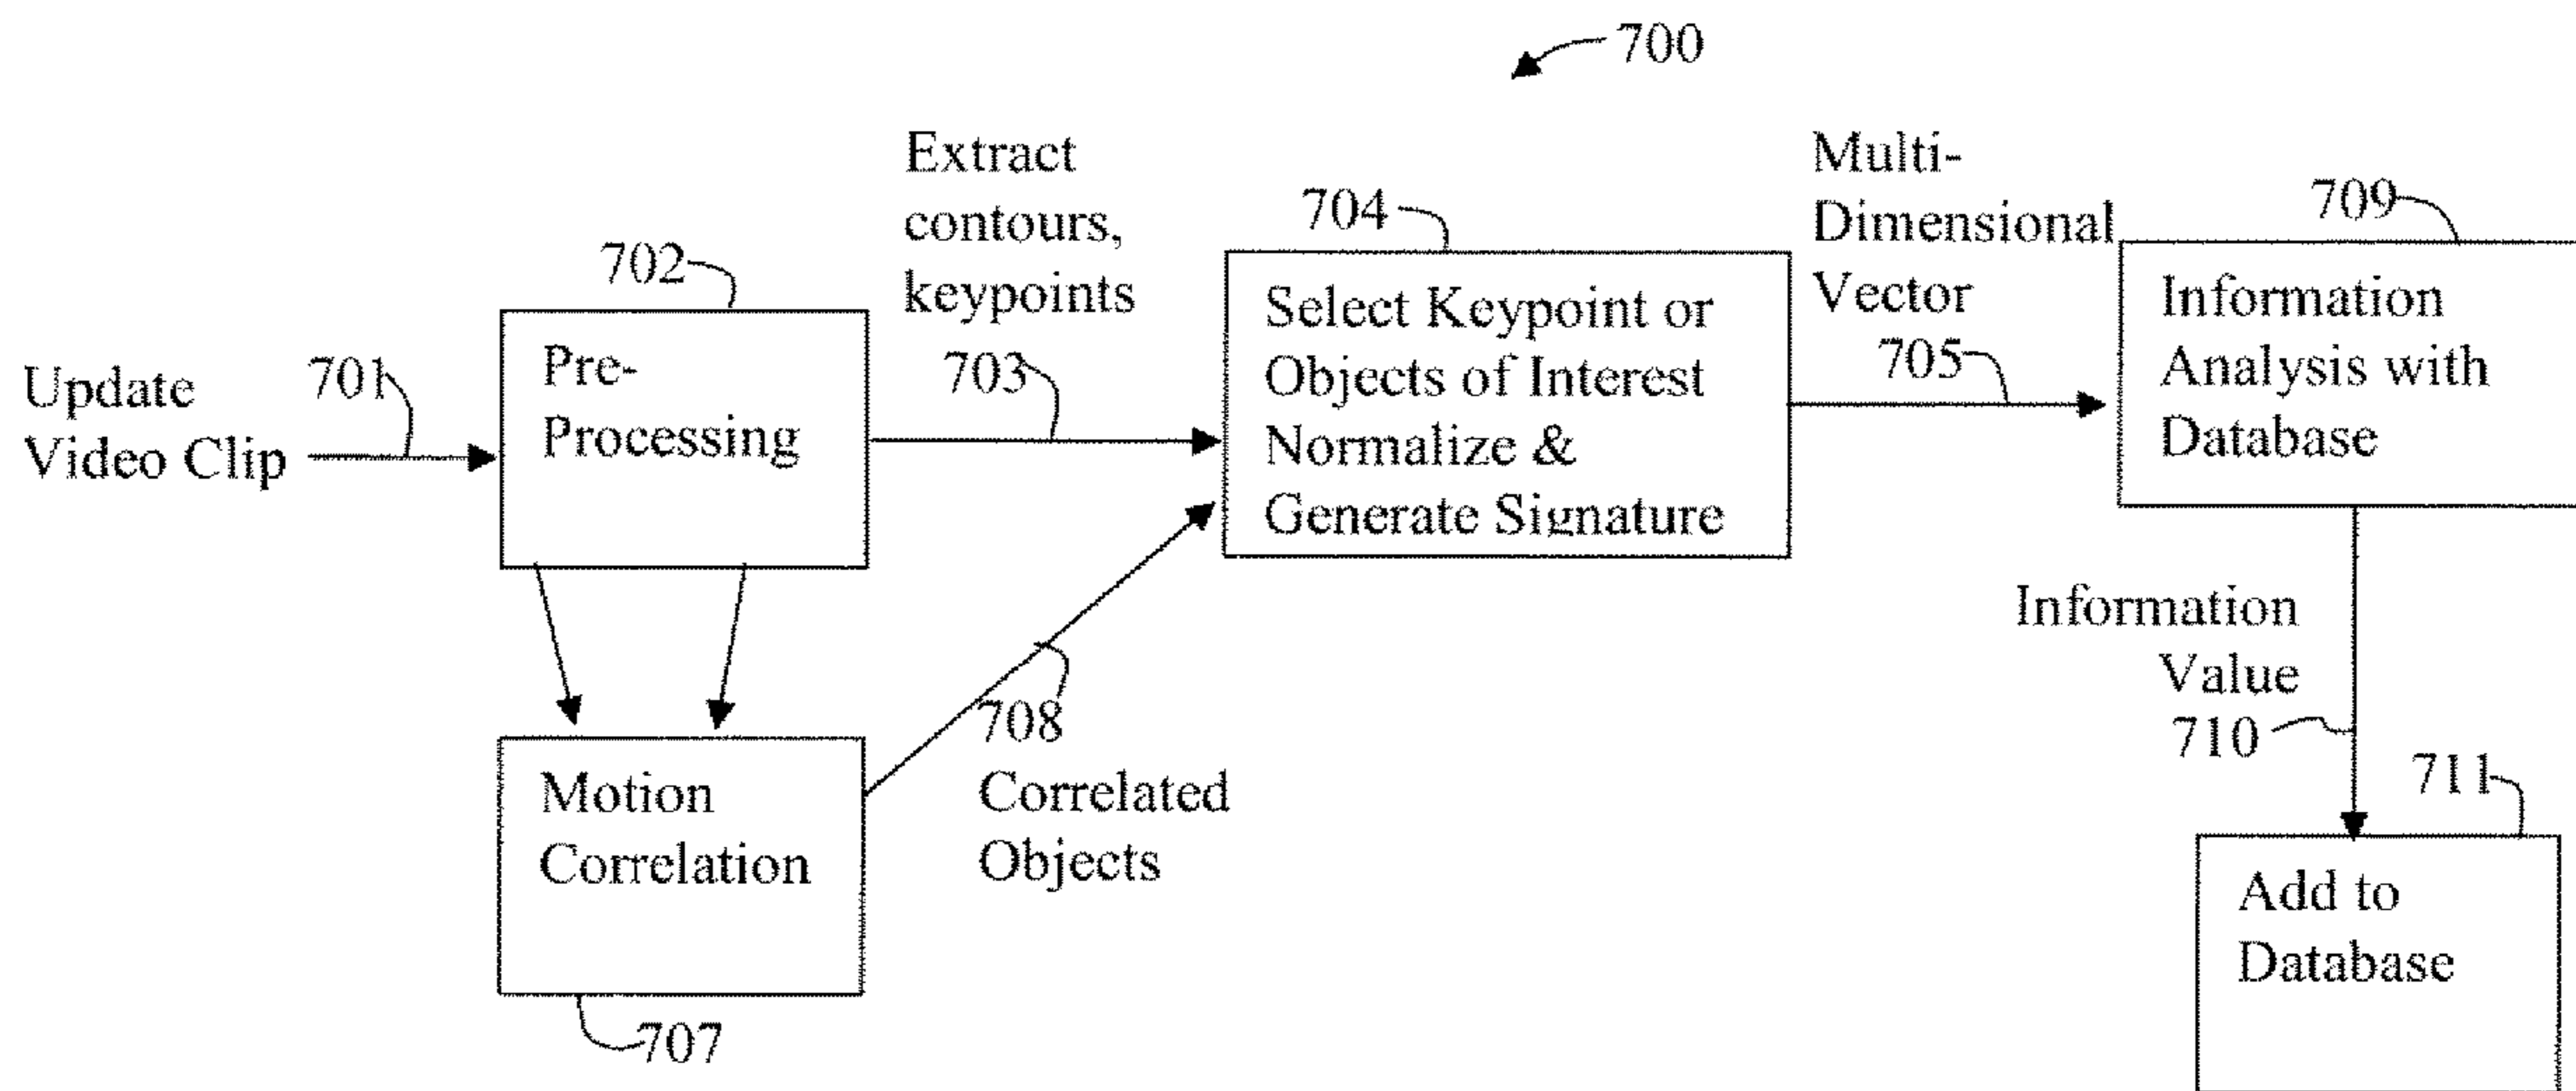 700
Update
Video Clip
701
702
Pre-
Processing
Extract
contours,
keypoints
703
704
Select Keypoint or
Objects of Interest
Normalize &
Generate Signature
Multi-
Dimensional
Vector
705
709
Information
Analysis with
Database
Motion
Correlation
707
708
Correlated
Objects
Information
Value
710
711
Add to
Database